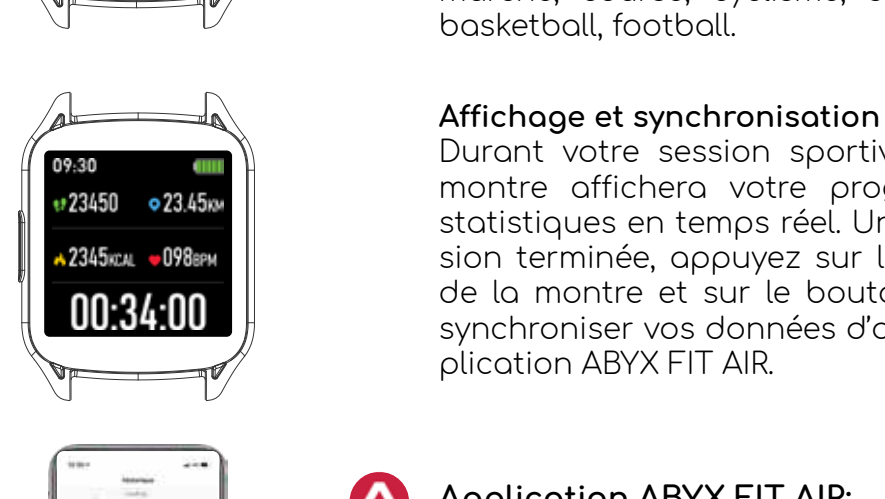 basketball, football.
09:30
23450 23.45KM
2345KCAL 098BPM
00:34:00
Affichage et synchronisation
Durant votre session sportiv
montre affichera votre prog
statistiques en temps réel. Un
sion terminée, appuyez sur l
de la montre et sur le bouto
synchroniser vos données d'a
plication ABYX FIT AIR.
Application ABYX FIT AIR: